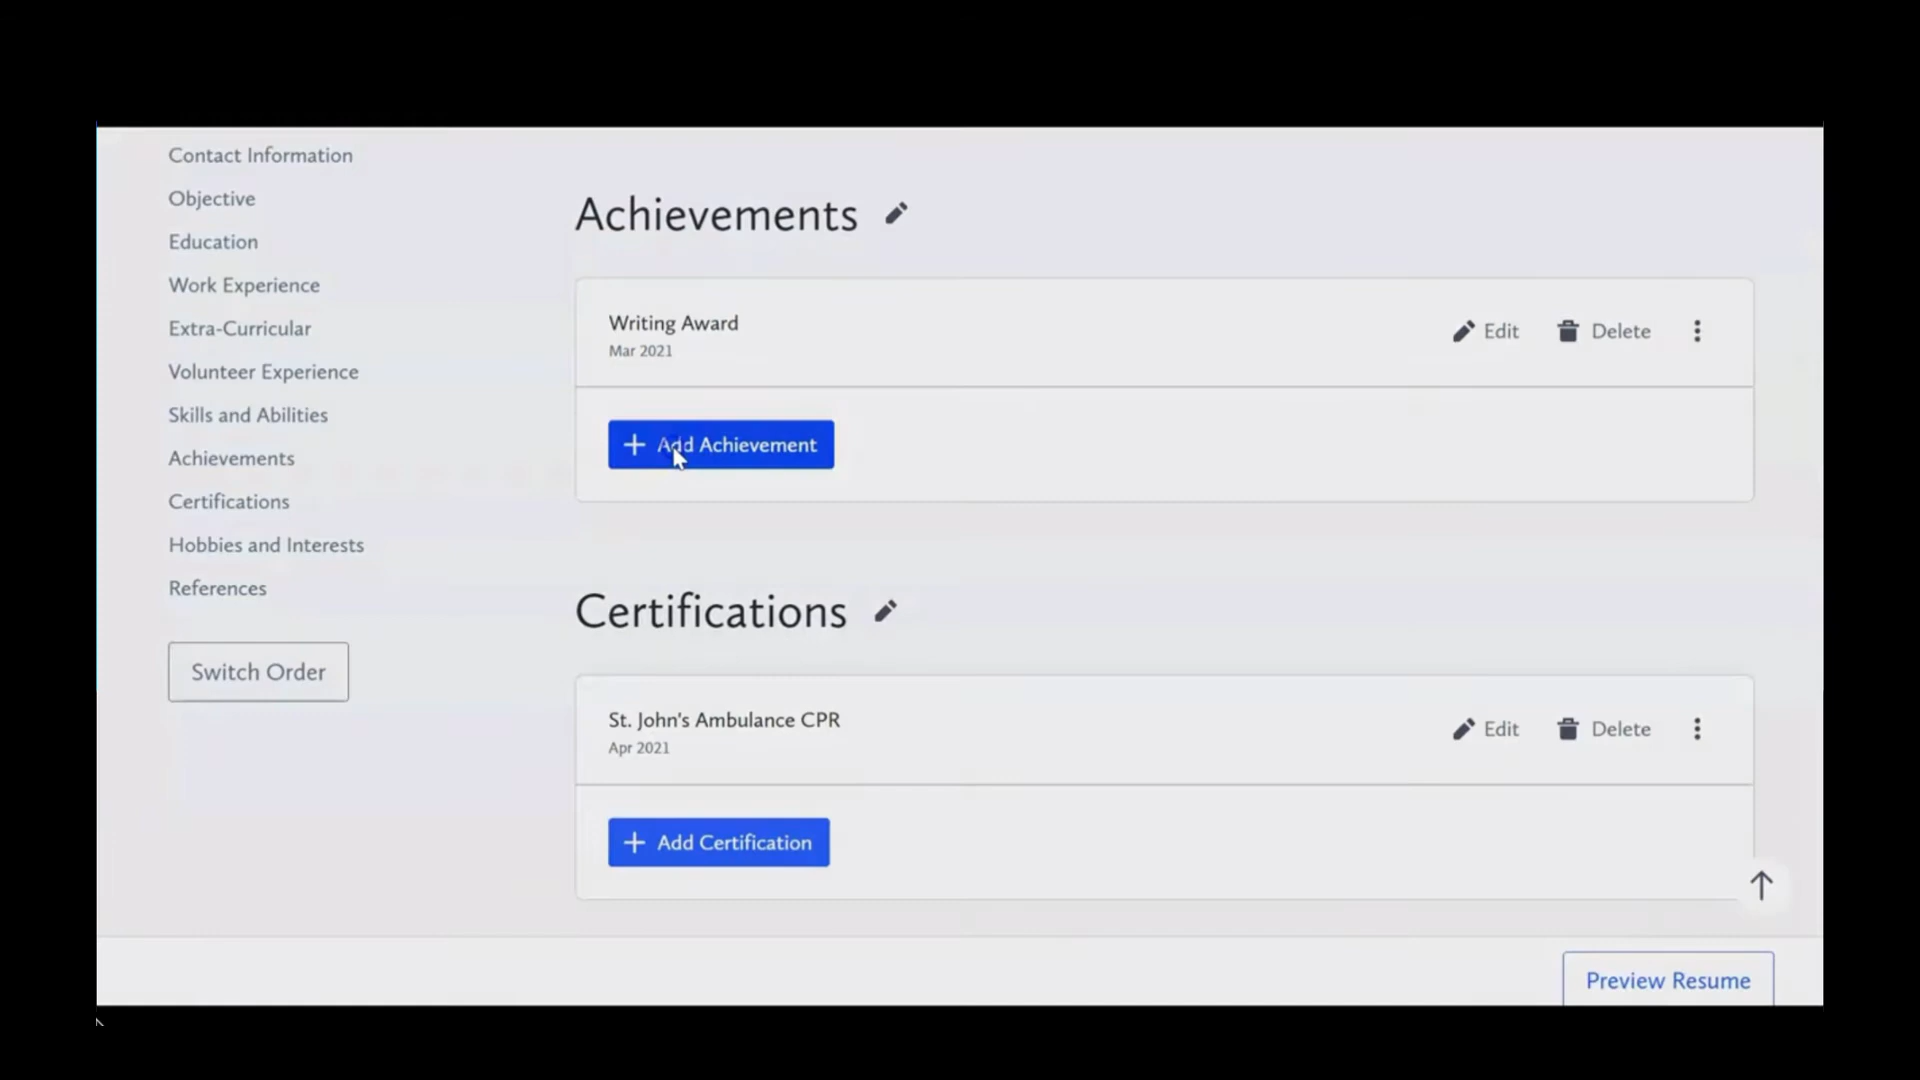 Contact Information
Objective
Education
Work Experience
Extra-Curricular
Volunteer Experience
Skills and Abilities
Achievements
Certifications
Hobbies and Interests
References
Switch Order
Achievements
Writing Award
Mar 2021
Edit
Delete
Add Achievement
Certifications
St. John's Ambulance CPR
Apr 2021
Edit
Delete
Add Certification
Preview Resume